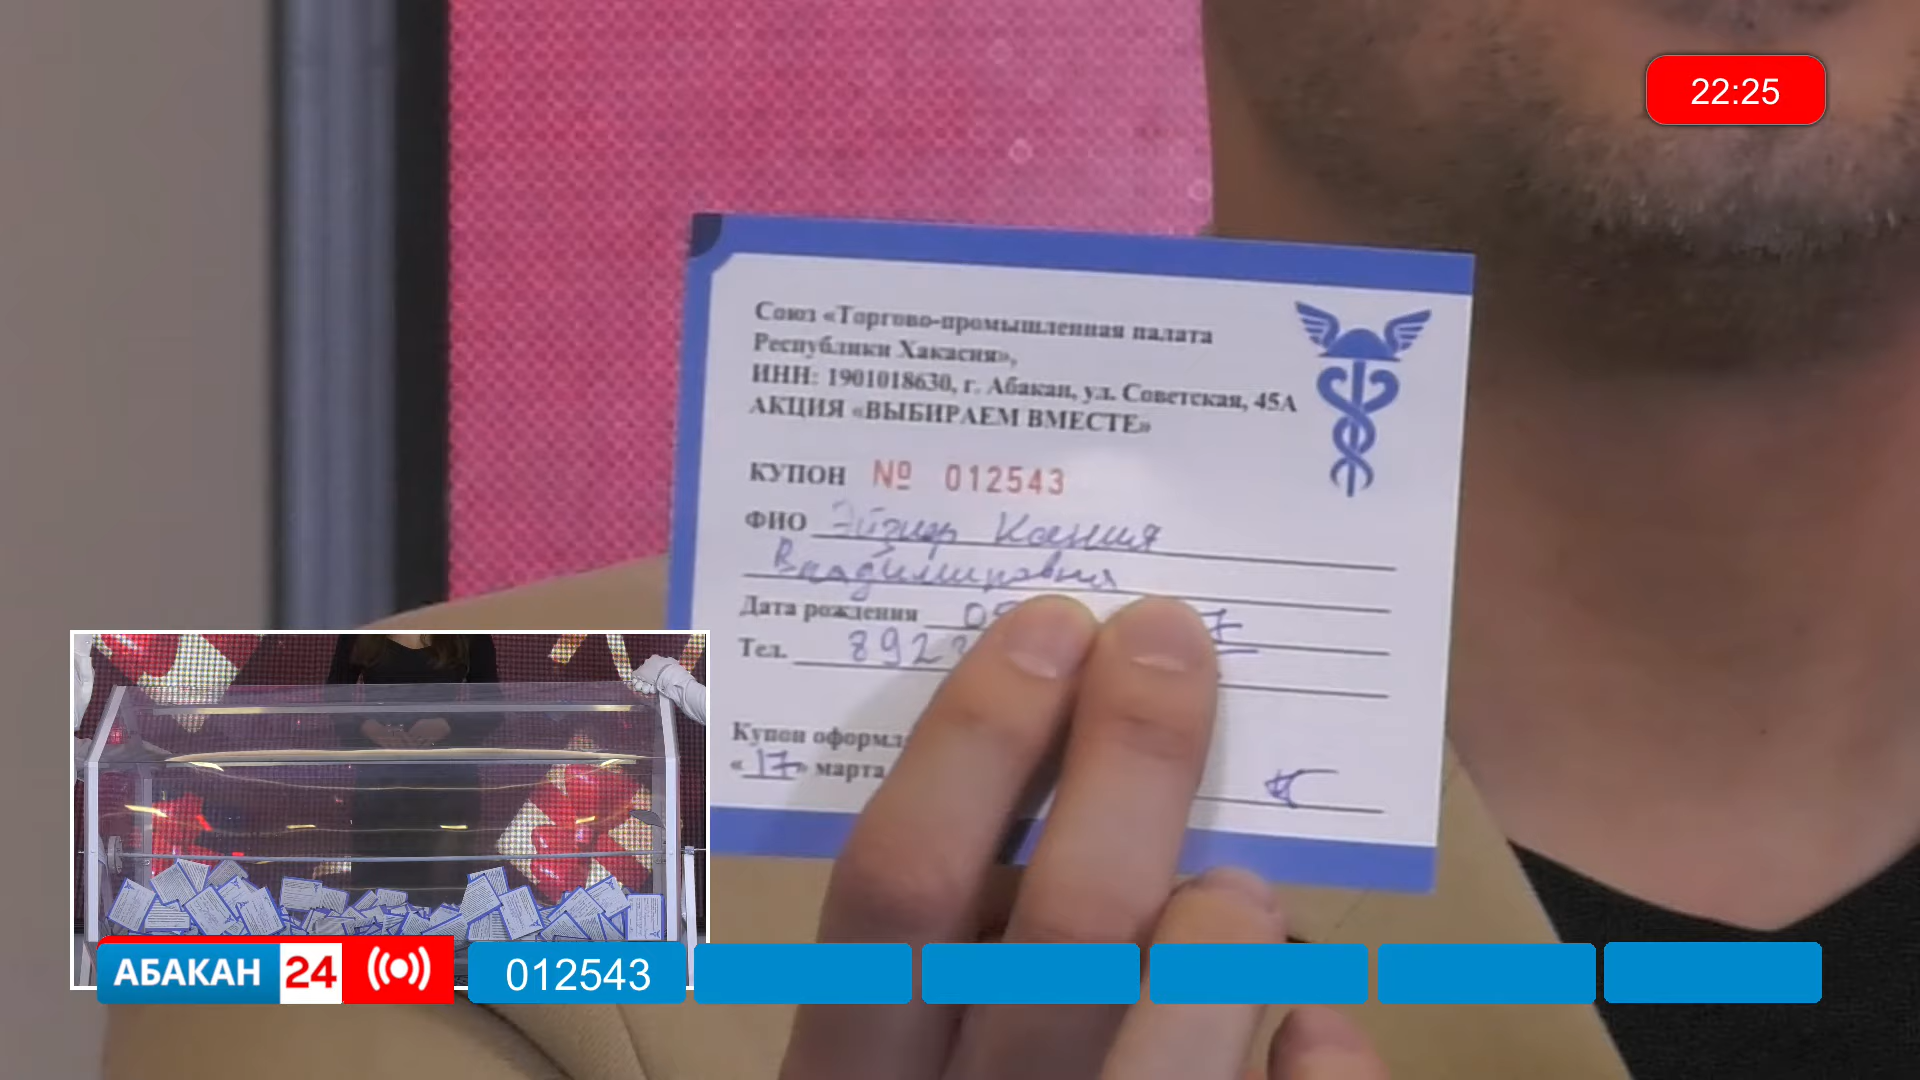 22:25
Союз «Торгово-промышленная палата
Республики Хакасия»,
ИНН: 1901018630, г. Абакан, ул. Советская, 45А
АКЦИЯ «ВЫБИРАЕМ ВМЕСТЕ»
КУПОН № 012543
ФИО Ксения
Владимировна
Дата рождения
Тел. 892
Купон
«17» марта
АБАКАН 24
012543